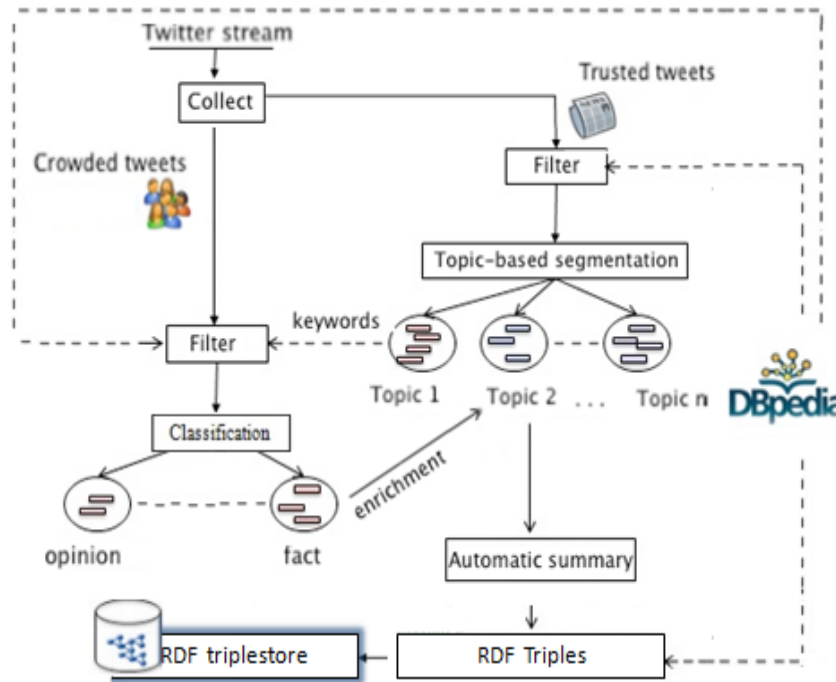 Twitter stream
Collect
Trusted tweets
Crowded tweets
Filter
Topic-based segmentation
keywords
Filter
Topic 1
Topic 2
. . .
Topic n
DBpedia
Classification
enrichment
opinion
fact
Automatic summary
RDF triplestore
RDF Triples